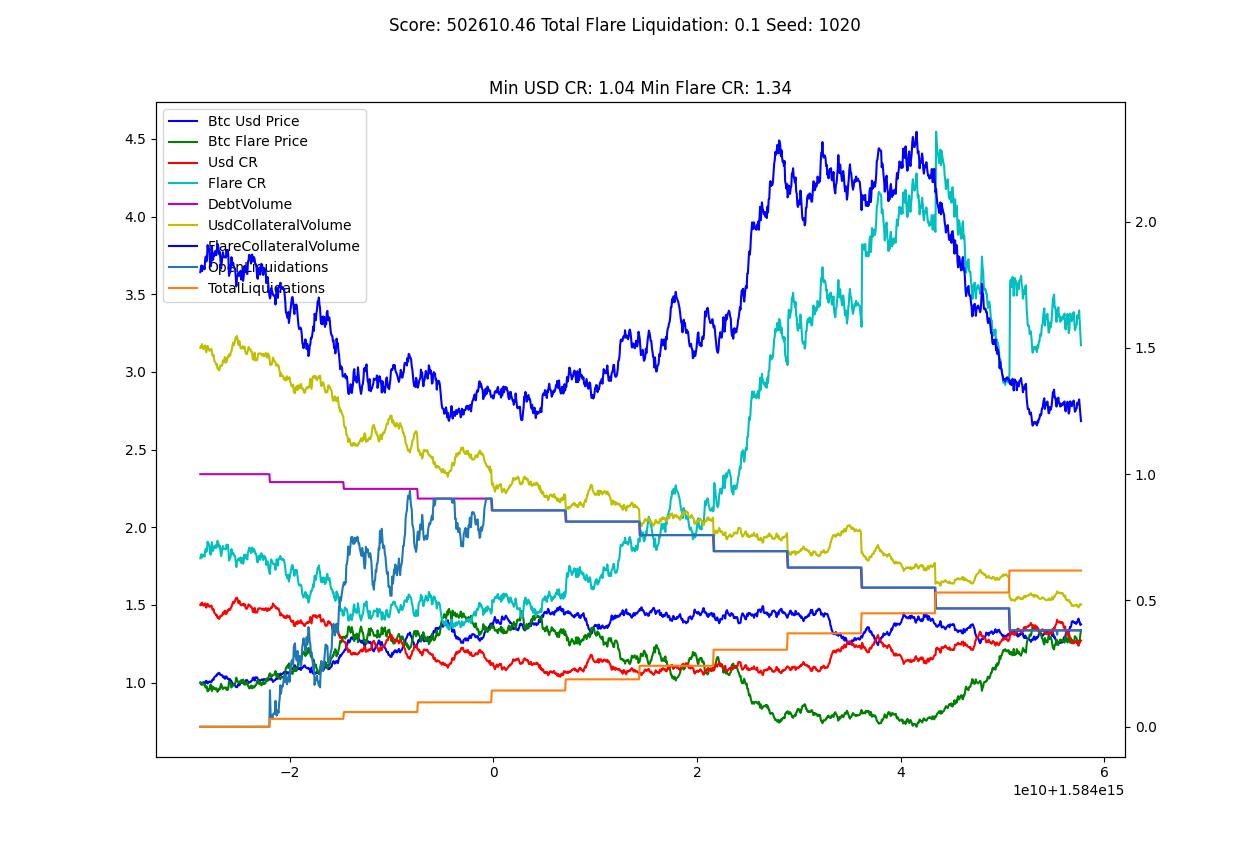 Score: 502610.46 Total Flare Liquidation: 0.1 Seed: 1020
Min USD CR: 1.04 Min Flare CR: 1.34
Btc Usd Price
Btc Flare Price
Usd CR
Flare CR
DebtVolume
UsdCollateralVolume
FlareCollateralVolume
OpenLiquidations
TotalLiquidations
4.5
4.0
3.5
3.0
2.5
2.0
1.5
1.0
2.0
1.5
1.0
0.5
0.0
−2
0
2
4
6
1e10+1.584e15